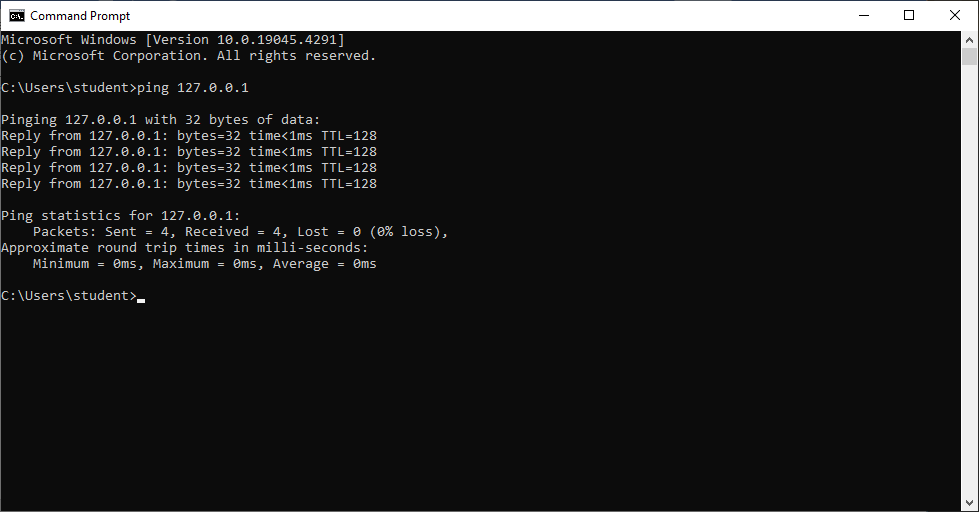 Command Prompt
Microsoft Windows [Version 10.0.19045.4291]
(c) Microsoft Corporation. All rights reserved.
C:\Users\student>ping 127.0.0.1
Pinging 127.0.0.1 with 32 bytes of data:
Reply from 127.0.0.1: bytes=32 time<1ms TTL=128
Reply from 127.0.0.1: bytes=32 time<1ms TTL=128
Reply from 127.0.0.1: bytes=32 time<1ms TTL=128
Reply from 127.0.0.1: bytes=32 time<1ms TTL=128
Ping statistics for 127.0.0.1:
    Packets: Sent = 4, Received = 4, Lost = 0 (0% loss),
Approximate round trip times in milli-seconds:
    Minimum = 0ms, Maximum = 0ms, Average = 0ms
C:\Users\student>